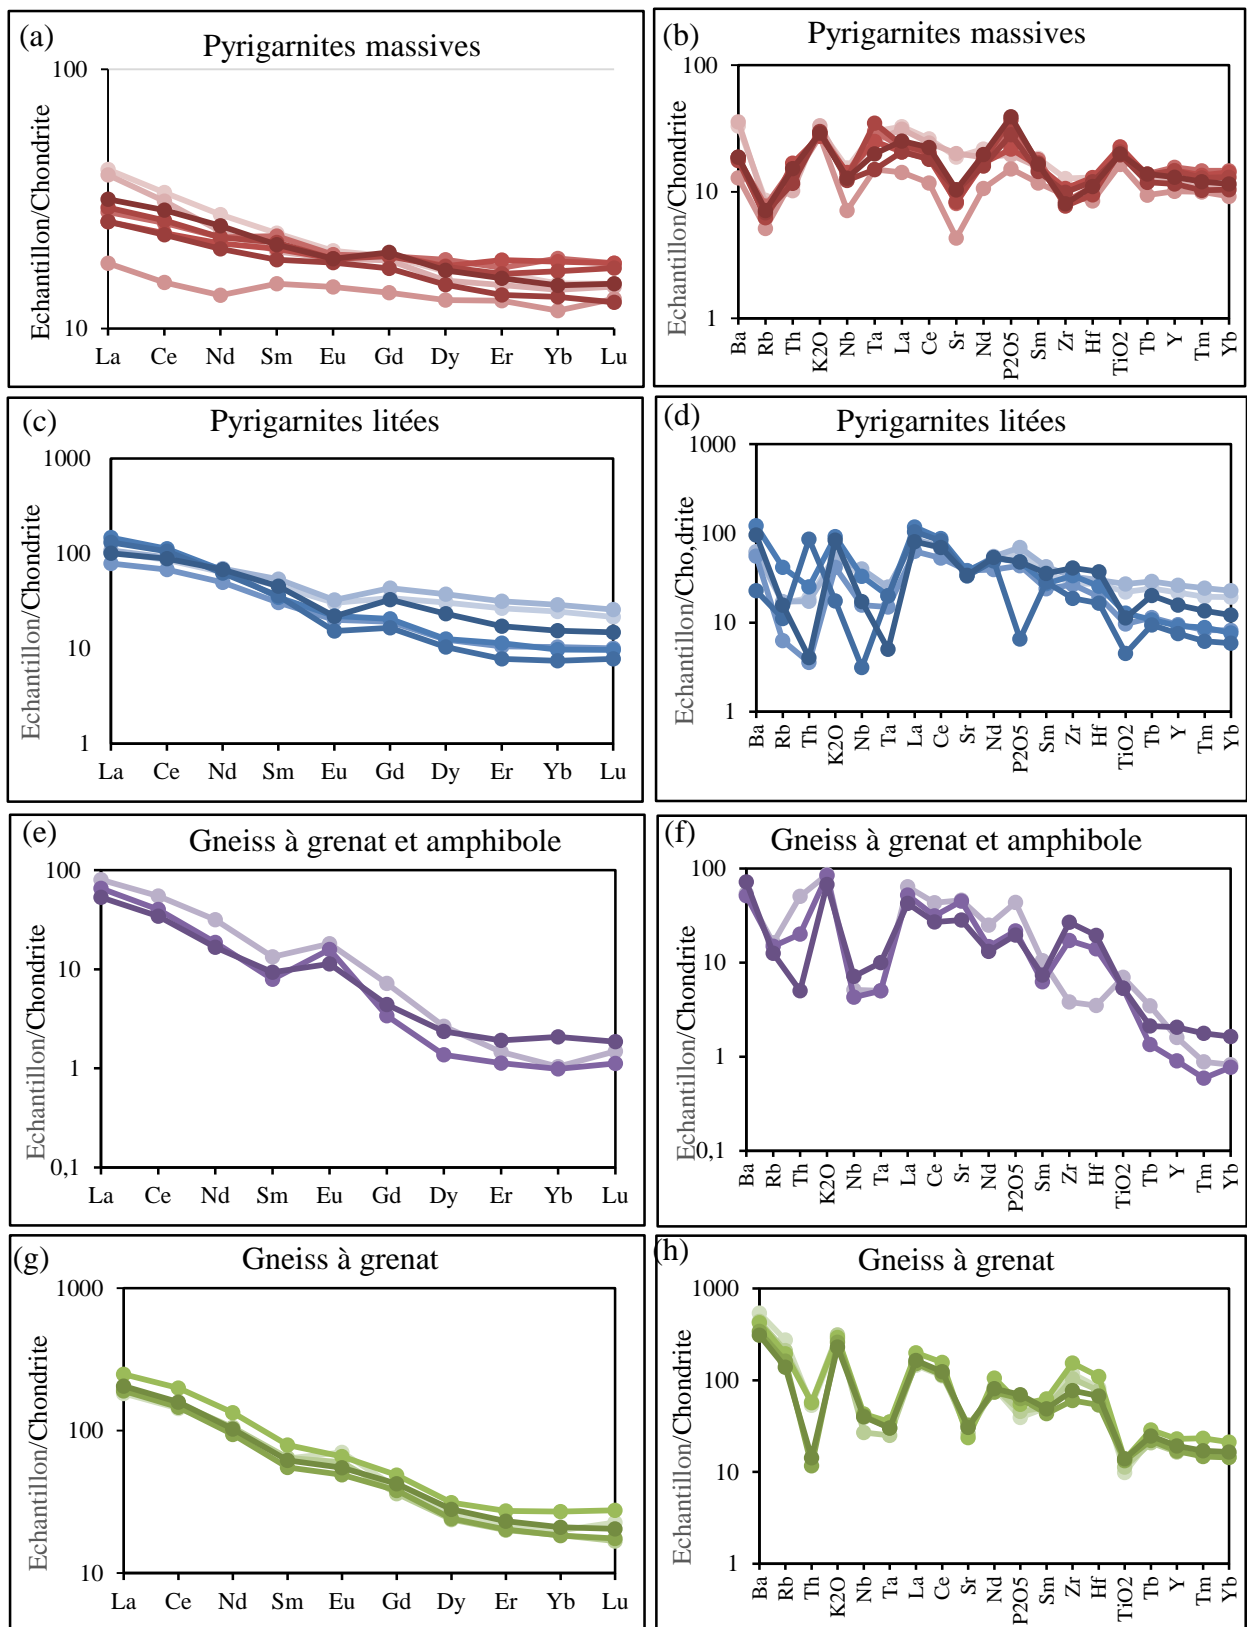 (a)
Pyrigarnites massives
Echantillon/Chondrite
100
10
La Ce Nd Sm Eu Gd Dy Er Yb Lu
(b)
Pyrigarnites massives
Echantillon/Chondrite
100
10
1
Ba Rb Th K2O Nb Ta La Ce Sr Nd P2O5 Sm Zr Hf TiO2 Tb Y Tm Yb
(c)
Pyrigarnites litées
Echantillon/Chondrite
1000
100
10
1
La Ce Nd Sm Eu Gd Dy Er Yb Lu
(d)
Pyrigarnites litées
Echantillon/Cho,drite
1000
100
10
1
Ba Rb Th K2O Nb Ta La Ce Sr Nd P2O5 Sm Zr Hf TiO2 Tb Y Tm Yb
(e)
Gneiss à grenat et amphibole
Echantillon/Chondrite
100
10
1
0,1
La Ce Nd Sm Eu Gd Dy Er Yb Lu
(f)
Gneiss à grenat et amphibole
Echantillon/Chondrite
100
10
1
0,1
Ba Rb Th K2O Nb Ta La Ce Sr Nd P2O5 Sm Zr Hf TiO2 Tb Y Tm Yb
(g)
Gneiss à grenat
Echantillon/Chondrite
1000
100
10
La Ce Nd Sm Eu Gd Dy Er Yb Lu
(h)
Gneiss à grenat
Echantillon/Chondrite
1000
100
10
1
Ba Rb Th K2O Nb Ta La Ce Sr Nd P2O5 Sm Zr Hf TiO2 Tb Y Tm Yb